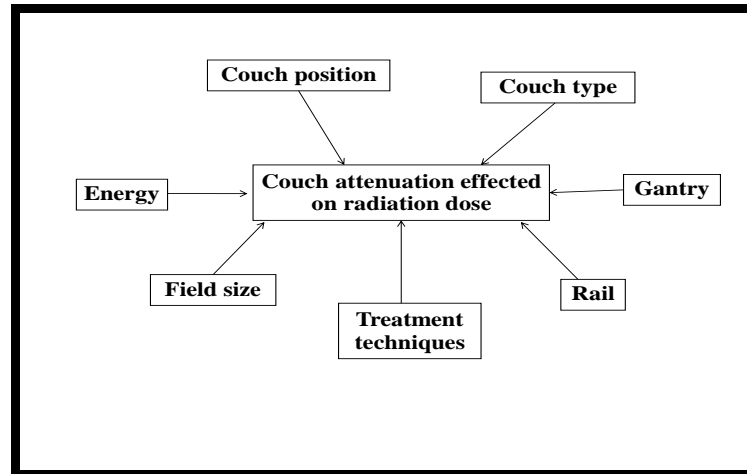 Couch position
Couch type
Energy
Couch attenuation effected
on radiation dose
Gantry
Field size
Treatment
techniques
Rail